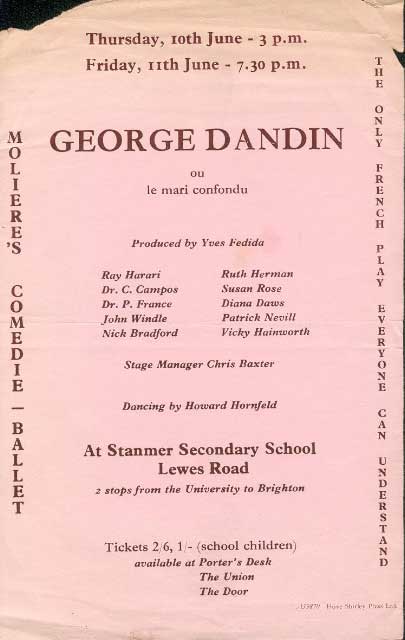 Thursday, 10th June - 3 p.m.
Friday, 11th June - 7.30 p.m.
MOLIERE'S COMEDIE - BALLET
THE ONLY FRENCH PLAY EVERYONE CAN UNDERSTAND
GEORGE DANDIN
ou
le mari confondu
Produced by Yves Fedida
Ray Harari Ruth Herman
Dr. C. Campos Susan Rose
Dr. P. France Diana Daws
John Windle Patrick Nevill
Nick Bradford Vicky Hainworth
Stage Manager Chris Baxter
Dancing by Howard Hornfeld
At Stanmer Secondary School
Lewes Road
2 stops from the University to Brighton
Tickets 2/6, 1/- (school children)
available at Porter's Desk
The Union
The Door
Hove Shirley Press Ltd.